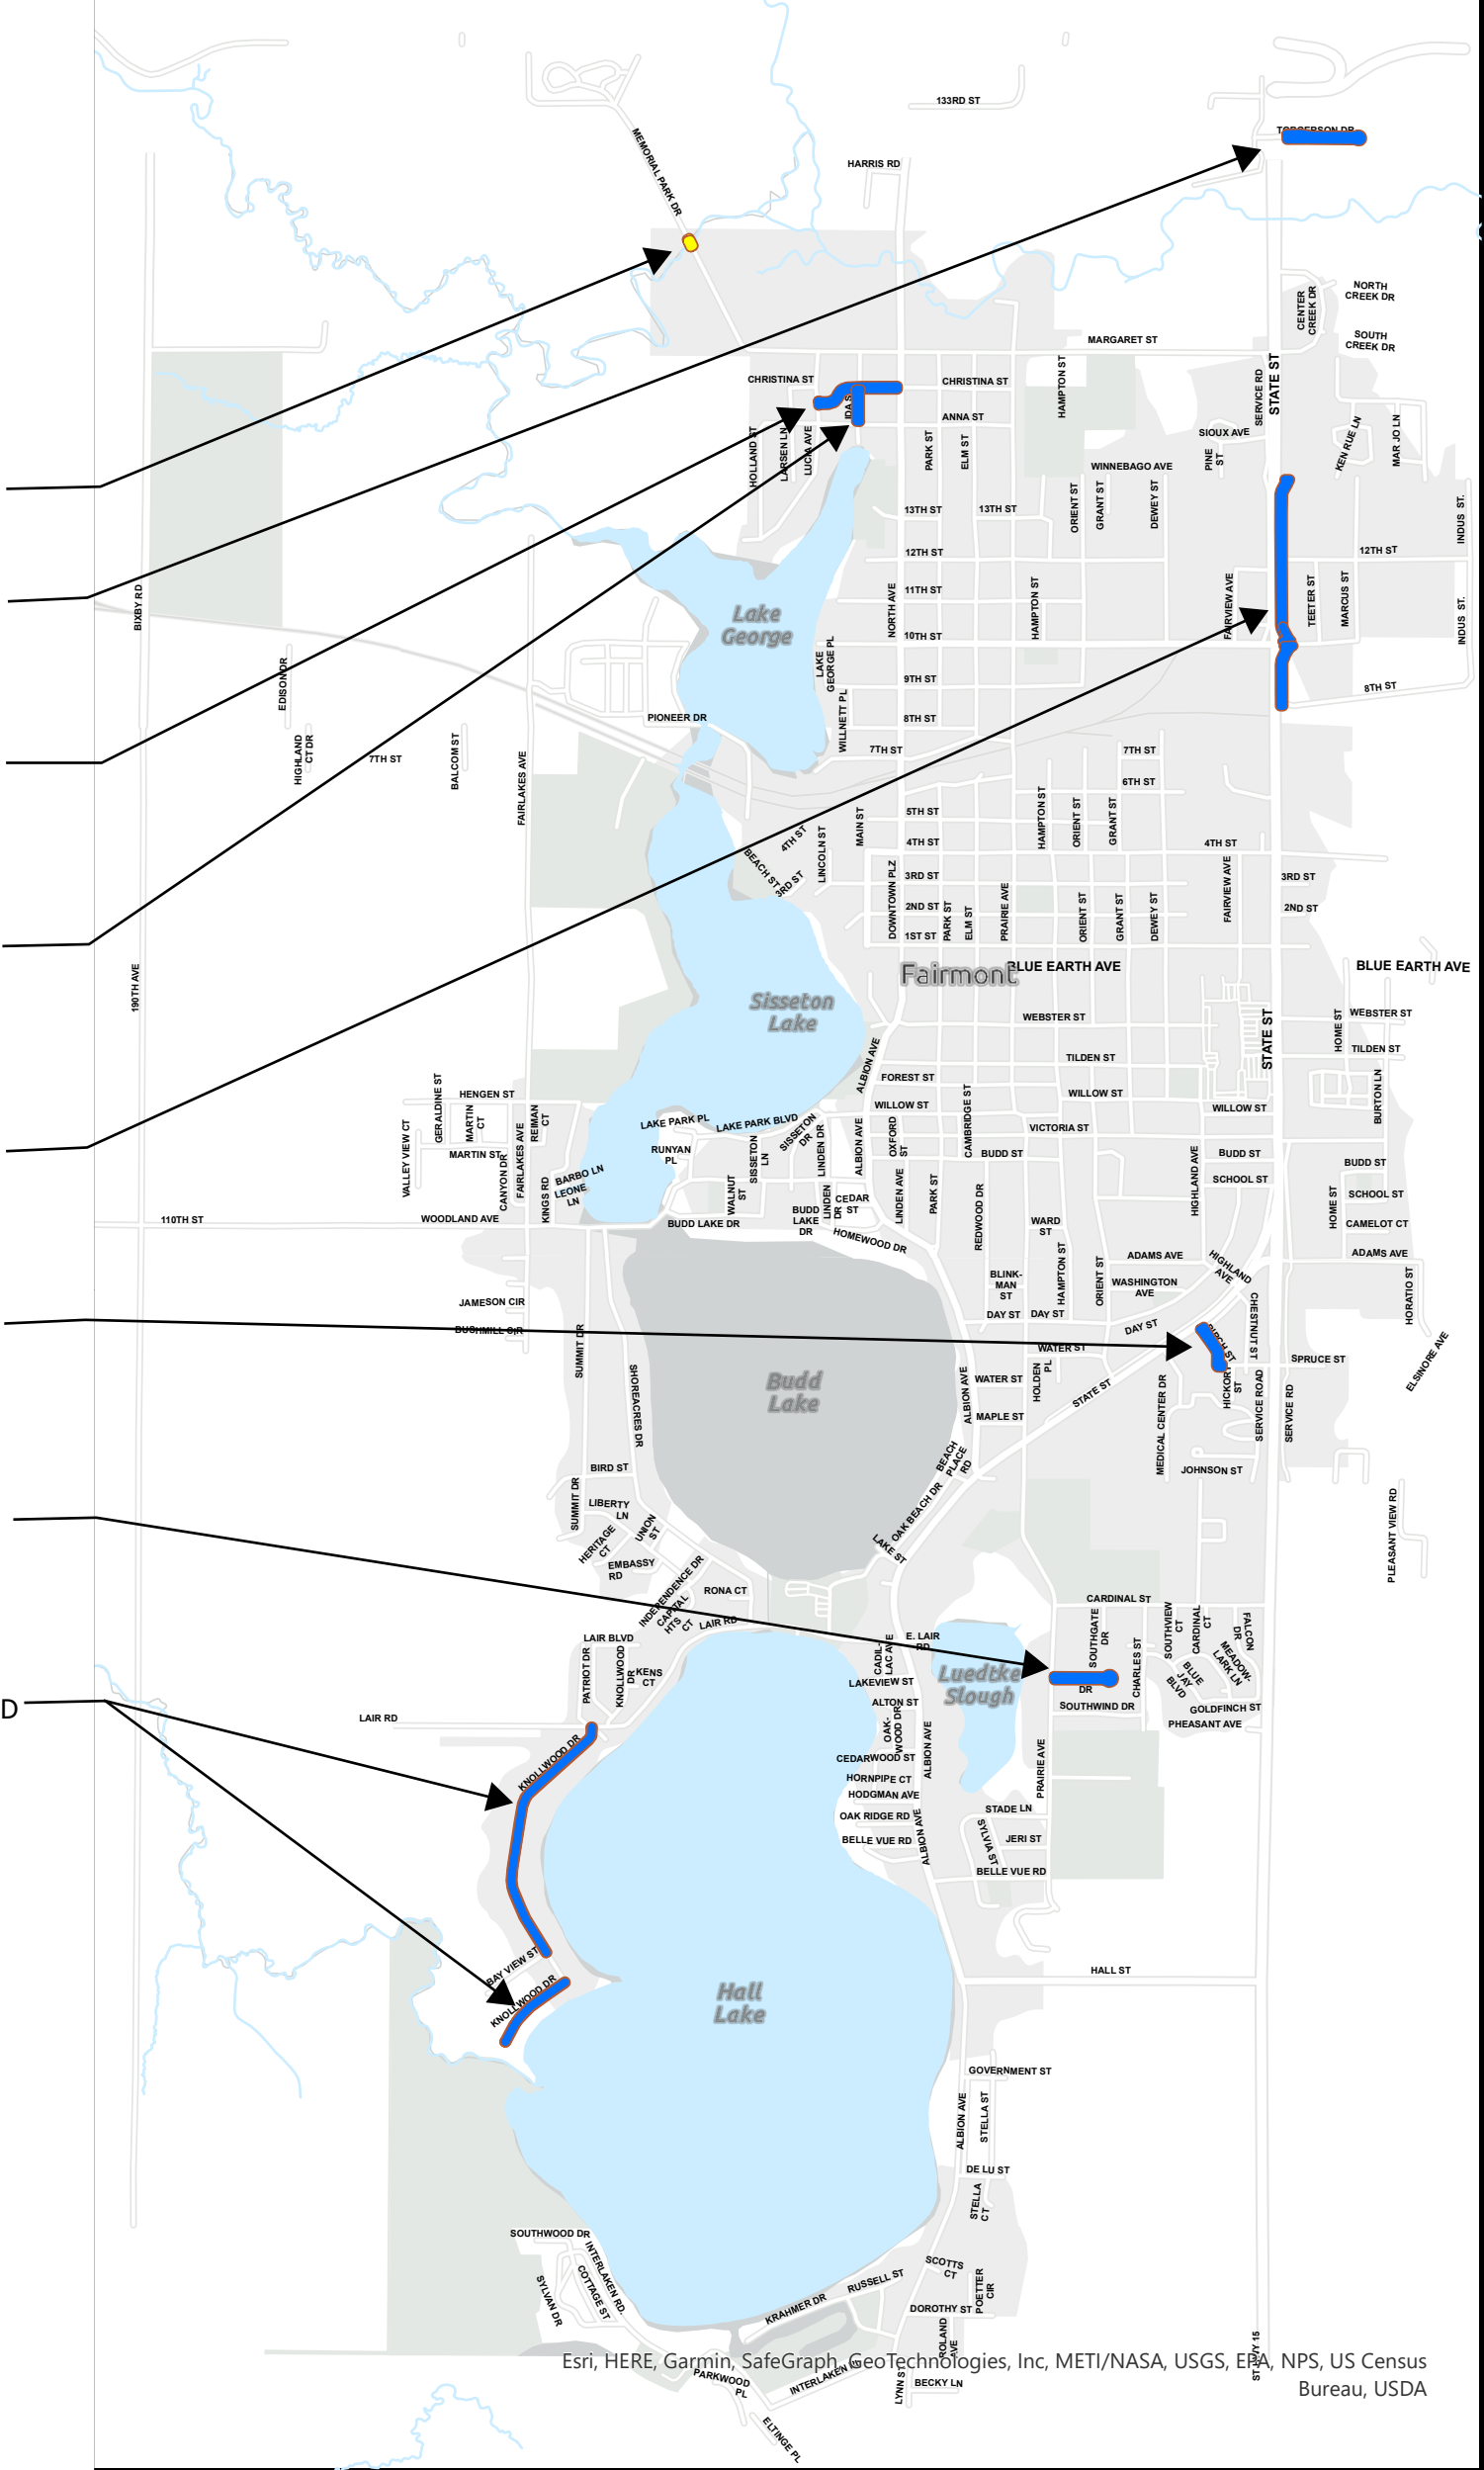 133RD ST
TORGERSON DR
MEMORIAL PARK DR
HARRIS RD
NORTH
CREEK DR
CENTER
CREEK DR
SOUTH
CREEK DR
MARGARET ST
STATE ST
SERVICE RD
HAMPTON ST
CHRISTINA ST
CHRISTINA ST
IDA S
ANNA ST
HOLLAND ST
LARSEN LN
LUCIA AVE
PARK ST
ELM ST
SIOUX AVE
PINE
ST
KEN RUE LN
MAR JO LN
WINNEBAGO AVE
ORIENT ST
GRANT ST
DEWEY ST
INDUS. ST.
13TH ST
13TH ST
12TH ST
12TH ST
BIXBY RD
11TH ST
NORTH AVE
HAMPTON ST
FAIRVIEW AVE
TEETER ST
MARCUS ST
INDUS. ST.
Lake
George
10TH ST
LAKE
GEORGE PL
EDISON DR
9TH ST
8TH ST
WILLNETT PL
PIONEER DR
8TH ST
HIGHLAND
CT DR
7TH ST
BALCOM ST
FAIRLAKES AVE
7TH ST
7TH ST
6TH ST
5TH ST
MAIN ST
HAMPTON ST
ORIENT ST
GRANT ST
4TH ST
LINCOLN ST
4TH ST
4TH ST
BEACH ST
3RD ST
3RD ST
3RD ST
FAIRVIEW AVE
DOWNTOWN PLZ
2ND ST
PARK ST
ELM ST
PRAIRIE AVE
ORIENT ST
GRANT ST
DEWEY ST
2ND ST
1ST ST
Fairmont
BLUE EARTH AVE
BLUE EARTH AVE
190TH AVE
Sisseton
Lake
WEBSTER ST
STATE ST
HOME ST
WEBSTER ST
TILDEN ST
TILDEN ST
ALBION AVE
FOREST ST
WILLOW ST
WILLOW ST
WILLOW ST
BURTON LN
HENGEN ST
GERALDINE ST
MARTIN
CT
REIMAN
CT
VALLEY VIEW CT
MARTIN ST
CANYON DR
FAIRLAKES AVE
KINGS RD
BARBO LN
LEONE
LN
LAKE PARK PL
LAKE PARK BLVD
RUNYAN
PL
SISSETON
LN
SISSETON
DR
LINDEN DR
ALBION AVE
OXFORD
ST
CAMBRIDGE ST
VICTORIA ST
BUDD ST
BUDD ST
BUDD ST
SCHOOL ST
SCHOOL ST
HIGHLAND AVE
HOME ST
CAMELOT CT
ADAMS AVE
110TH ST
WOODLAND AVE
WALNUT
ST
BUDD LAKE DR
BUDD
LAKE
DR
LINDEN
DR
CEDAR
ST
LINDEN AVE
PARK ST
REDWOOD DR
WARD
ST
HOMEWOOD DR
HAMPTON ST
ORIENT ST
ADAMS AVE
HIGHLAND
AVE
WASHINGTON
AVE
BLINK-
MAN
ST
HORATIO ST
JAMESON CIR
BUSHMILL CIR
SUMMIT DR
SHOREACRES DR
DAY ST
DAY ST
DAY ST
CHESTNUT ST
BIRCH ST
SPRUCE ST
ELSINORE AVE
WATER ST
WATER ST
HOLDEN
PL
STATE ST
HICKORY
ST
SERVICE ROAD
SERVICE RD
MEDICAL CENTER DR
Budd
Lake
ALBION AVE
MAPLE ST
BEACH
PLACE
RD
JOHNSON ST
PLEASANT VIEW RD
BIRD ST
SUMMIT DR
LIBERTY
LN
UNION
ST
HERITAGE
CT
EMBASSY
RD
OAK BEACH DR
LAKE ST
INDEPENDENCE DR
RONA CT
CAPITAL
HTS
CT
LAIR RD
LAIR BLVD
PATRIOT DR
KNOLLWOOD
DR
KENS
CT
CARDINAL ST
SOUTHGATE
DR
CHARLES ST
SOUTHVIEW
CT
CARDINAL
CT
FALCON
DR
MEADOW-
LARK LN
BLUE
JAY
BLVD
GOLDFINCH ST
PHEASANT AVE
E. LAIR
RD
CADIL-
LAC AVE
LAKEVIEW ST
ALTON ST
OAK-
WOOD DR
Luedtke
Slough
DR
SOUTHWIND DR
D
LAIR RD
KNOLLWOOD DR
CEDARWOOD ST
HORNPIPE CT
HODGMAN AVE
OAK RIDGE RD
BELLE VUE RD
ALBION AVE
ALBION AVE
PRAIRIE AVE
STADE LN
SYLVIA ST
JERI ST
BELLE VUE RD
BAY VIEW ST
KNOLLWOOD DR
Hall
Lake
HALL ST
GOVERNMENT ST
ALBION AVE
STELLA ST
DE LU ST
STELLA
CT
SOUTHWOOD DR
INTERLAKEN RD.
COTTAGE ST
SYLVAN DR
SCOTTS
CT
RUSSELL ST
POETTER
CIR
KRAHMER DR
DOROTHY ST
ROLAND
AVE
ST HWY 15
PARKWOOD
PL
LYNN ST
BECKY LN
ELTINGE PL
Esri, HERE, Garmin, SafeGraph, GeoTechnologies, Inc, METI/NASA, USGS, EPA, NPS, US Census
Bureau, USDA